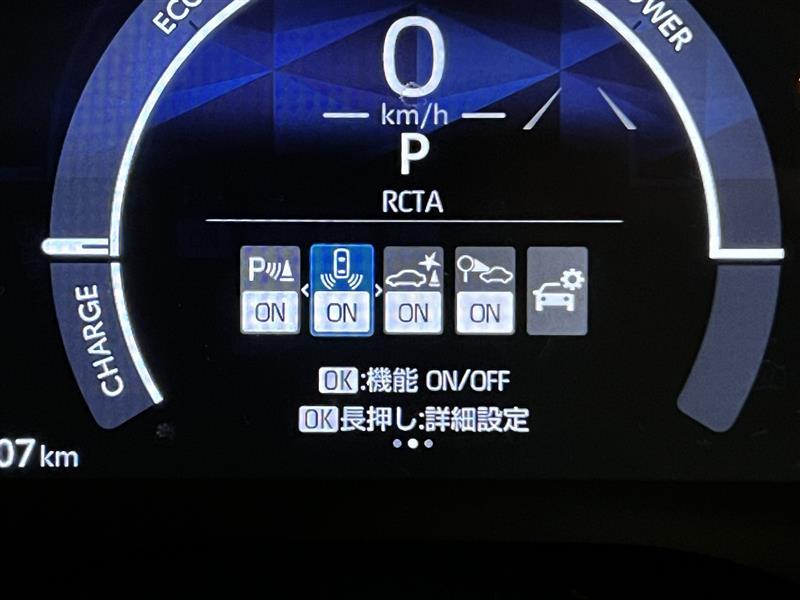 ECO
POWER
0
km/h
P
RCTA
P
ON ON ON ON
CHARGE
OK:機能 ON/OFF
OK長押し:詳細設定
07 km